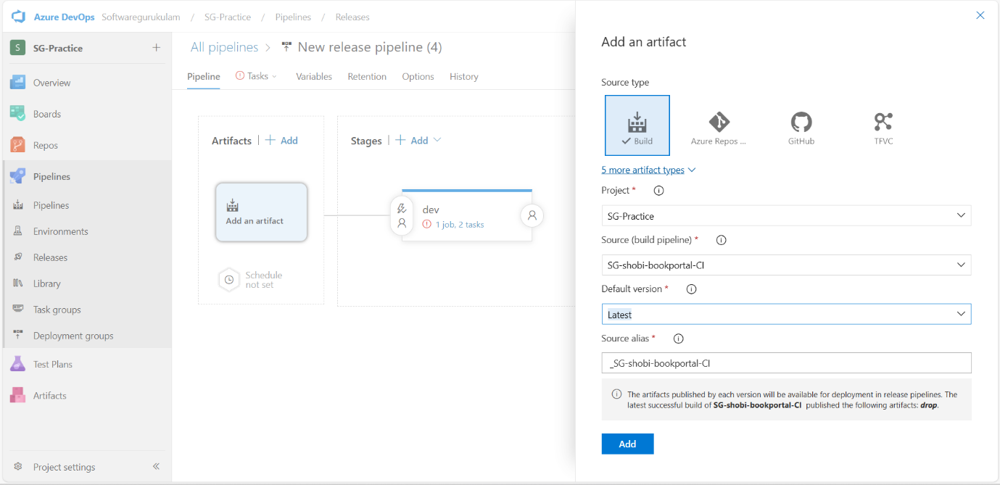 Azure DevOps Softwaregurukulam / SG-Practice / Pipelines / Releases
S SG-Practice +
Overview
Boards
Repos
Pipelines
Pipelines
Environments
Releases
Library
Task groups
Deployment groups
Test Plans
Artifacts
Project settings
All pipelines > New release pipeline (4)
Pipeline Tasks Variables Retention Options History
Artifacts | + Add
Add an artifact
Schedule
not set
Stages | + Add
dev
1 job, 2 tasks
Add an artifact
Source type
Build
Azure Repos ...
GitHub
TFVC
5 more artifact types
Project *
SG-Practice
Source (build pipeline) *
SG-shobi-bookportal-CI
Default version *
Latest
Source alias *
_SG-shobi-bookportal-CI
The artifacts published by each version will be available for deployment in release pipelines. The
latest successful build of SG-shobi-bookportal-CI published the following artifacts: drop.
Add